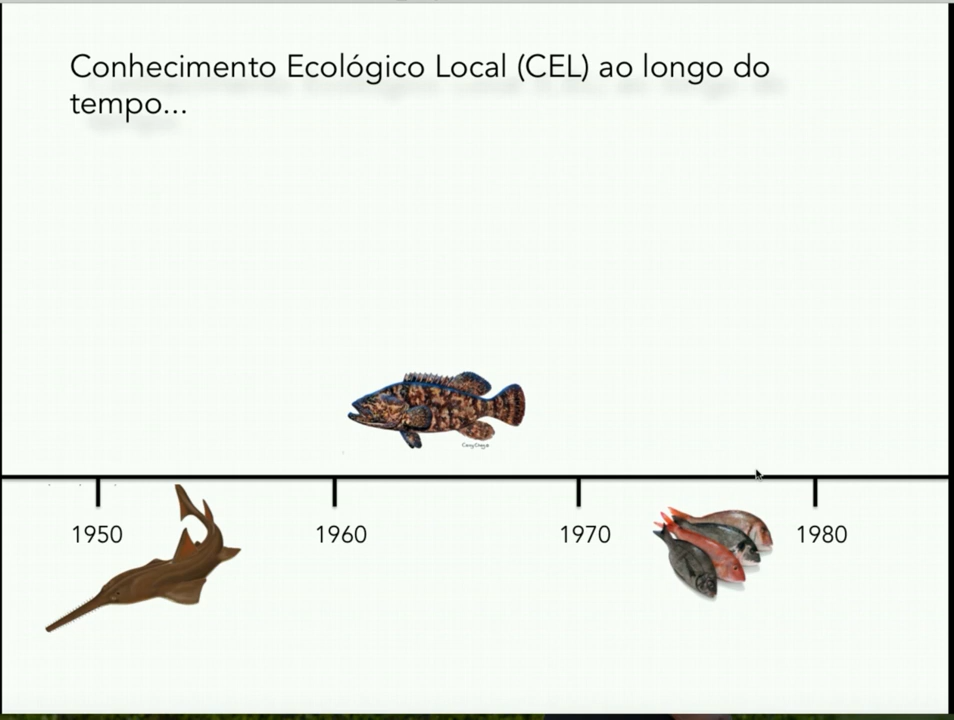 Conhecimento Ecológico Local (CEL) ao longo do
tempo...
1950 1960 1970 1980